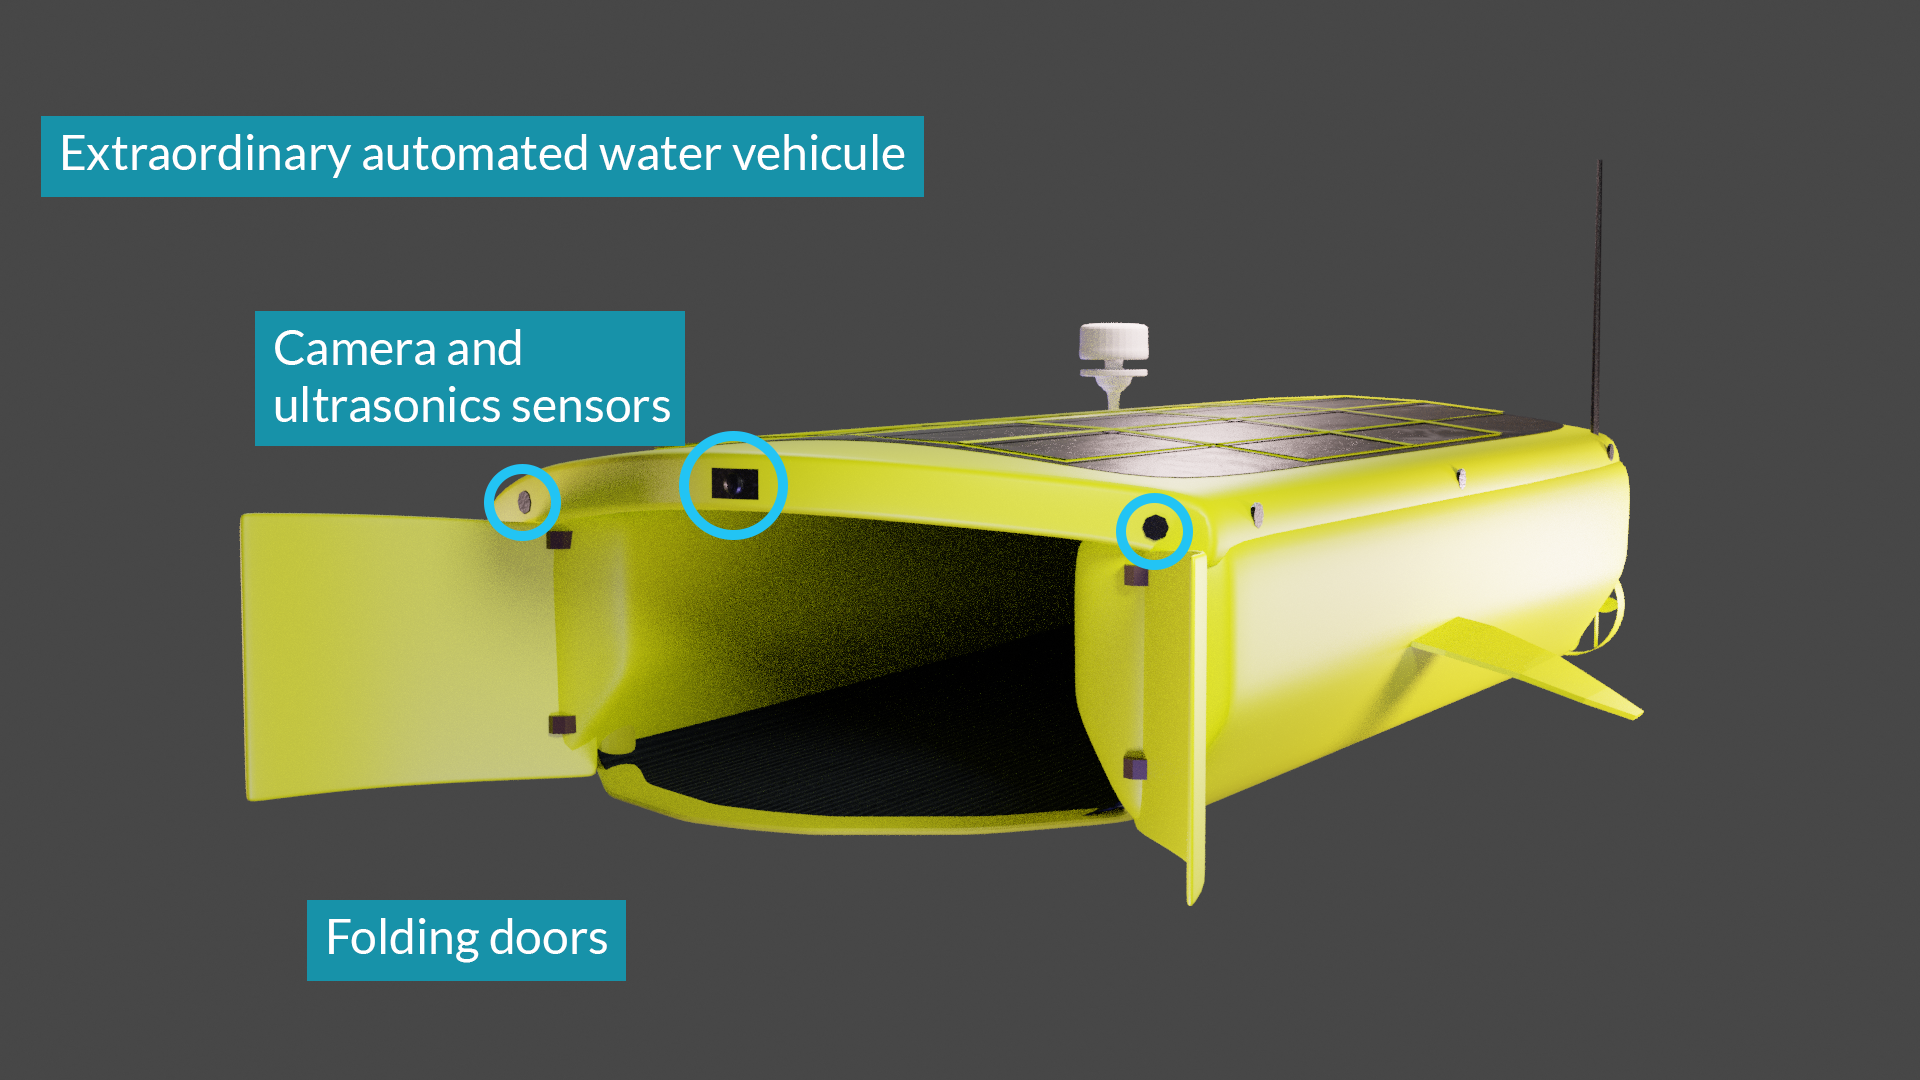 Extraordinary automated water vehicule
Camera and
ultrasonics sensors
Folding doors